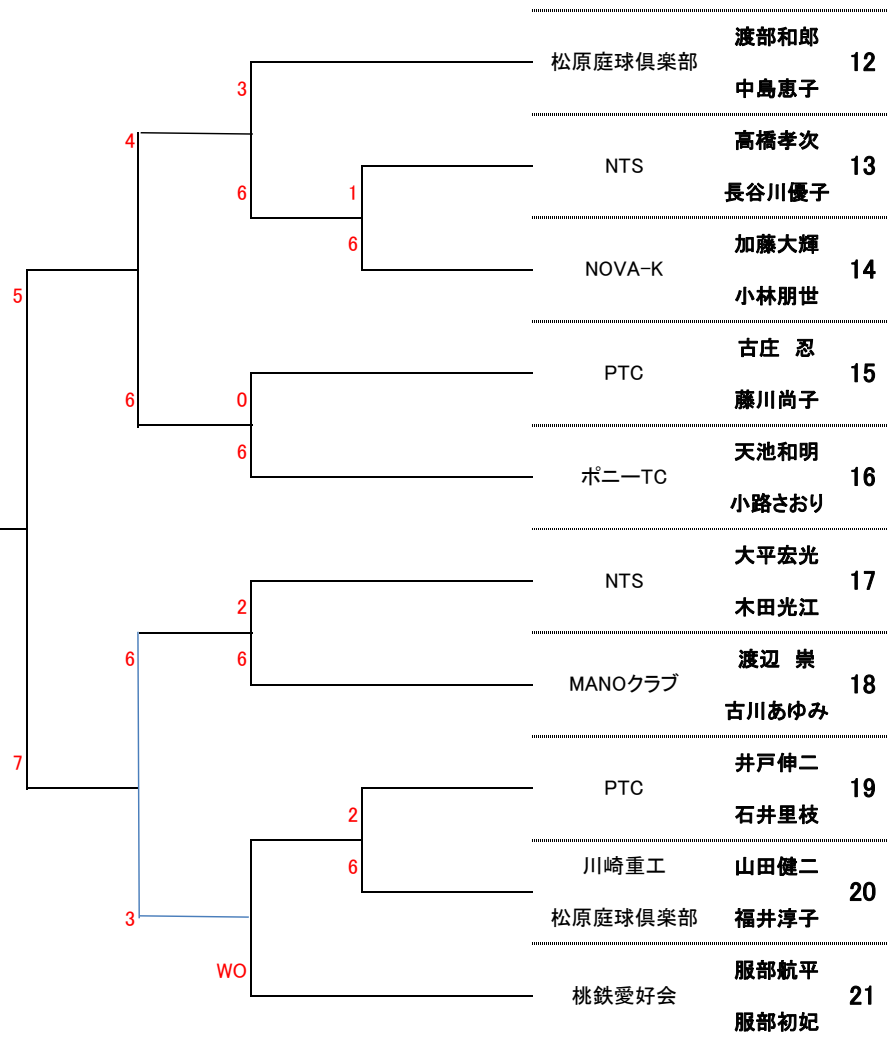 渡部和郎
松原庭球倶楽部
12
3
中島恵子
4
高橋孝次
NTS
13
6
1
長谷川優子
6
加藤大輝
NOVA-K
14
5
小林朋世
古庄　忍
PTC
15
6
0
藤川尚子
6
天池和明
ポニーTC
16
小路さおり
大平宏光
NTS
17
2
木田光江
6
6
渡辺　崇
MANOクラブ
18
古川あゆみ
7
井戸伸二
PTC
19
2
石井里枝
6
川崎重工
山田健二
20
3
松原庭球倶楽部
福井淳子
WO
服部航平
桃鉄愛好会
21
服部初妃